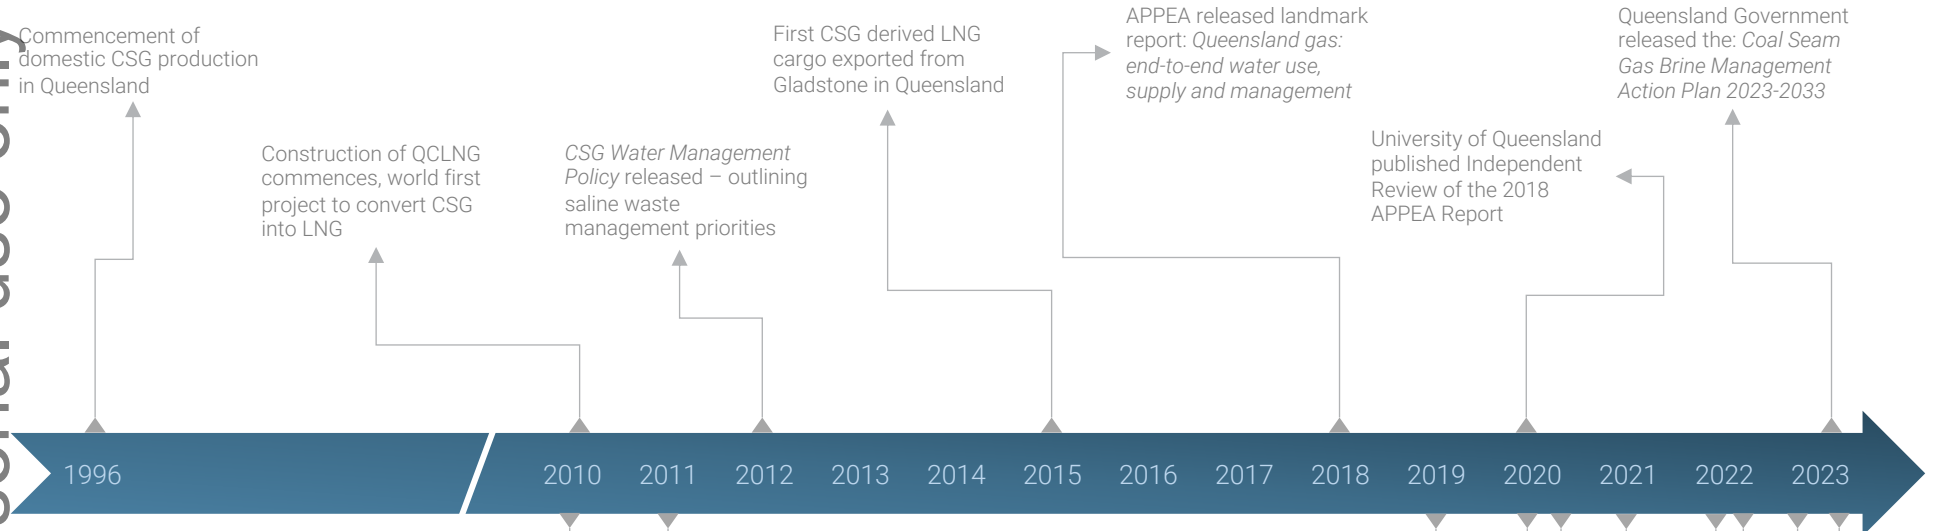 Commencement of
domestic CSG production
in Queensland
Construction of QCLNG
commences, world first
project to convert CSG
into LNG
CSG Water Management
Policy released – outlining
saline waste
management priorities
First CSG derived LNG
cargo exported from
Gladstone in Queensland
APPEA released landmark
report: Queensland gas:
end-to-end water use,
supply and management
University of Queensland
published Independent
Review of the 2018
APPEA Report
Queensland Government
released the: Coal Seam
Gas Brine Management
Action Plan 2023-2033
1996 2010 2011 2012 2013 2014 2015 2016 2017 2018 2019 2020 2021 2022 2023